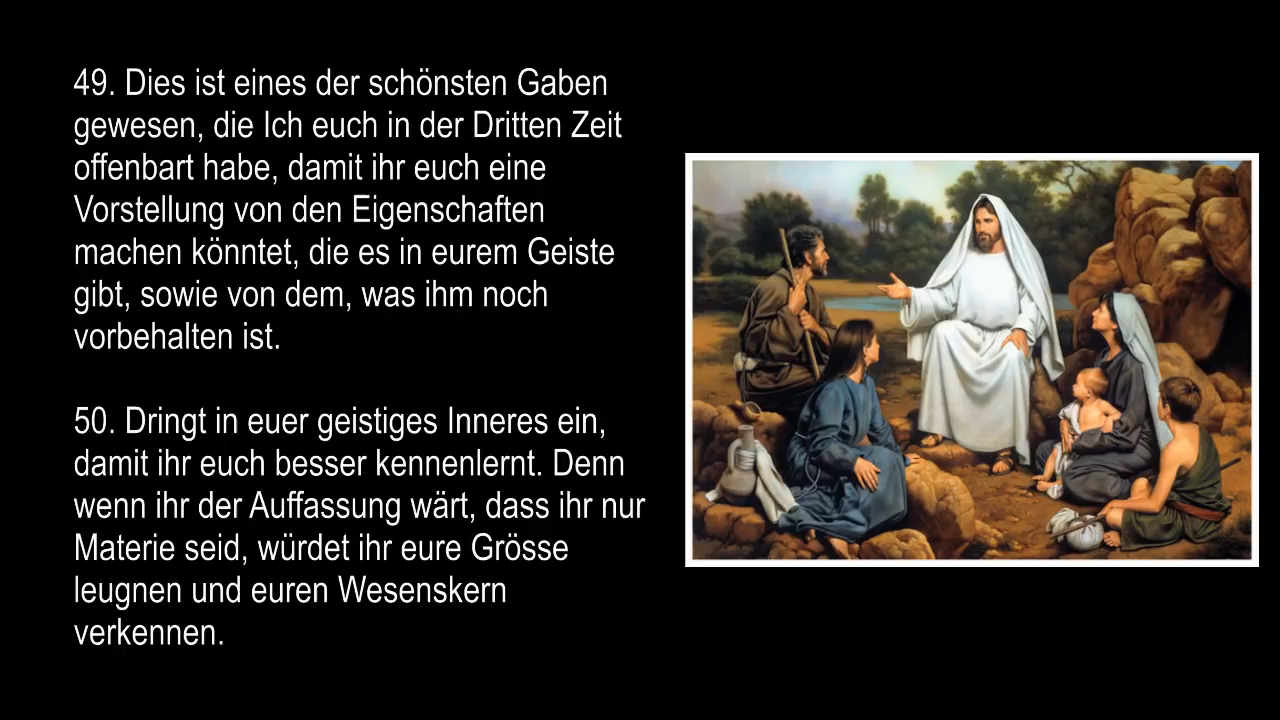 49. Dies ist eines der schönsten Gaben
gewesen, die Ich euch in der Dritten Zeit
offenbart habe, damit ihr euch eine
Vorstellung von den Eigenschaften
machen könntet, die es in eurem Geiste
gibt, sowie von dem, was ihm noch
vorbehalten ist.
50. Dringt in euer geistiges Inneres ein,
damit ihr euch besser kennenlernt. Denn
wenn ihr der Auffassung wärt, dass ihr nur
Materie seid, würdet ihr eure Grösse
leugnen und euren Wesenskern
verkennen.